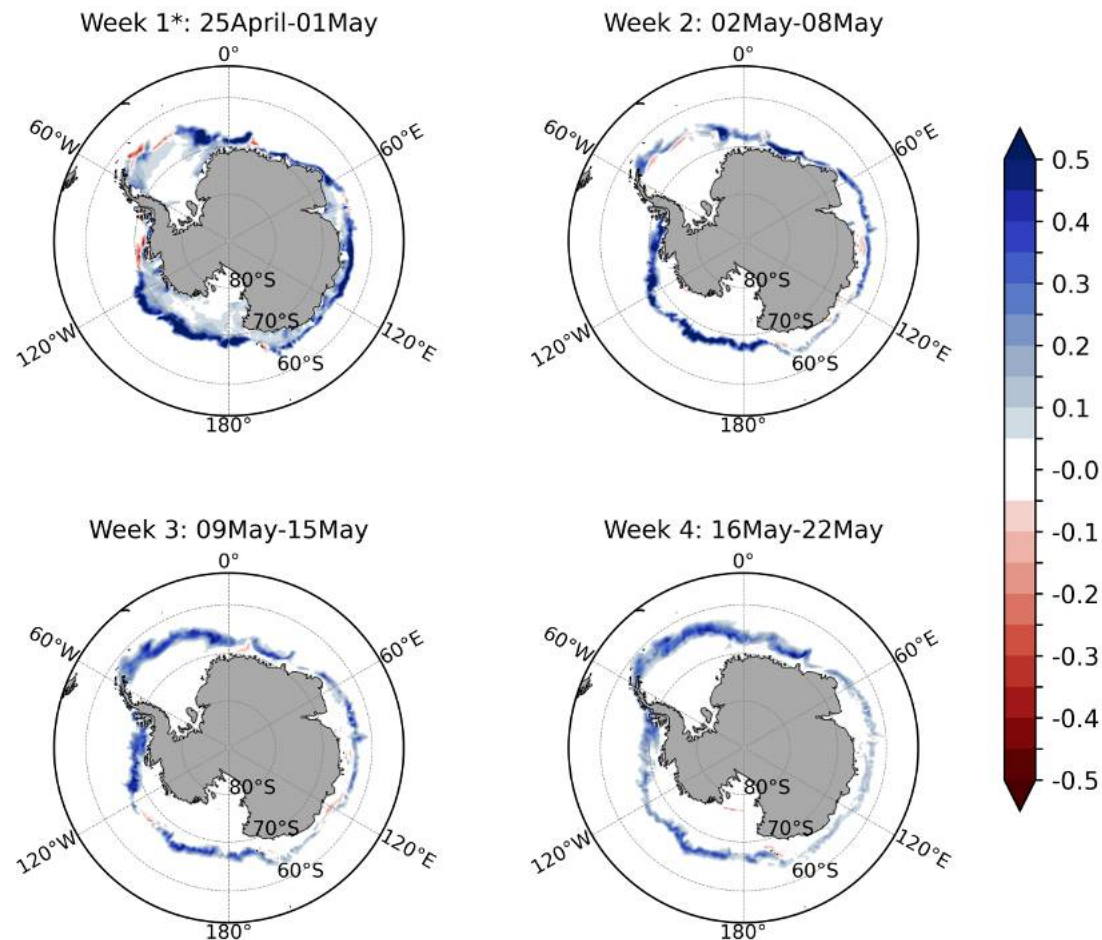 Week 1*: 25April-01May
0°
60°W
60°E
80°S
70°S
60°S
120°W
120°E
180°
Week 2: 02May-08May
0°
60°W
60°E
80°S
70°S
60°S
120°W
120°E
180°
0.5
0.4
0.3
0.2
0.1
-0.0
-0.1
-0.2
-0.3
-0.4
-0.5
Week 3: 09May-15May
0°
60°W
60°E
80°S
70°S
60°S
120°W
120°E
180°
Week 4: 16May-22May
0°
60°W
60°E
80°S
70°S
60°S
120°W
120°E
180°